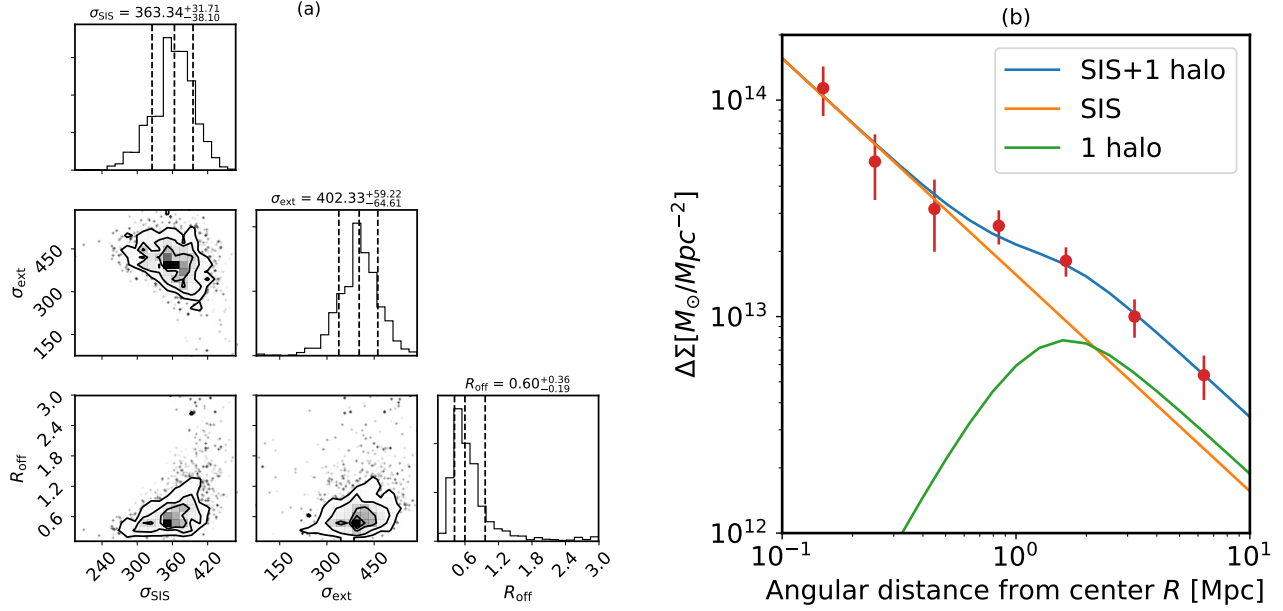 (a)
σ_SIS = 363.34^{+31.71}_{−38.10}
σ_ext = 402.33^{+59.22}_{−64.61}
R_off = 0.60^{+0.36}_{−0.19}
σ_ext
450
300
150
R_off
3.0
2.4
1.8
1.2
0.6
240 300 360 420
σ_SIS
150 300 450
σ_ext
0.6 1.2 1.8 2.4 3.0
R_off
(b)
SIS+1 halo
SIS
1 halo
ΔΣ[M_⊙/Mpc^{−2}]
10^{14}
10^{13}
10^{12}
10^{−1} 10^{0} 10^{1}
Angular distance from center R [Mpc]